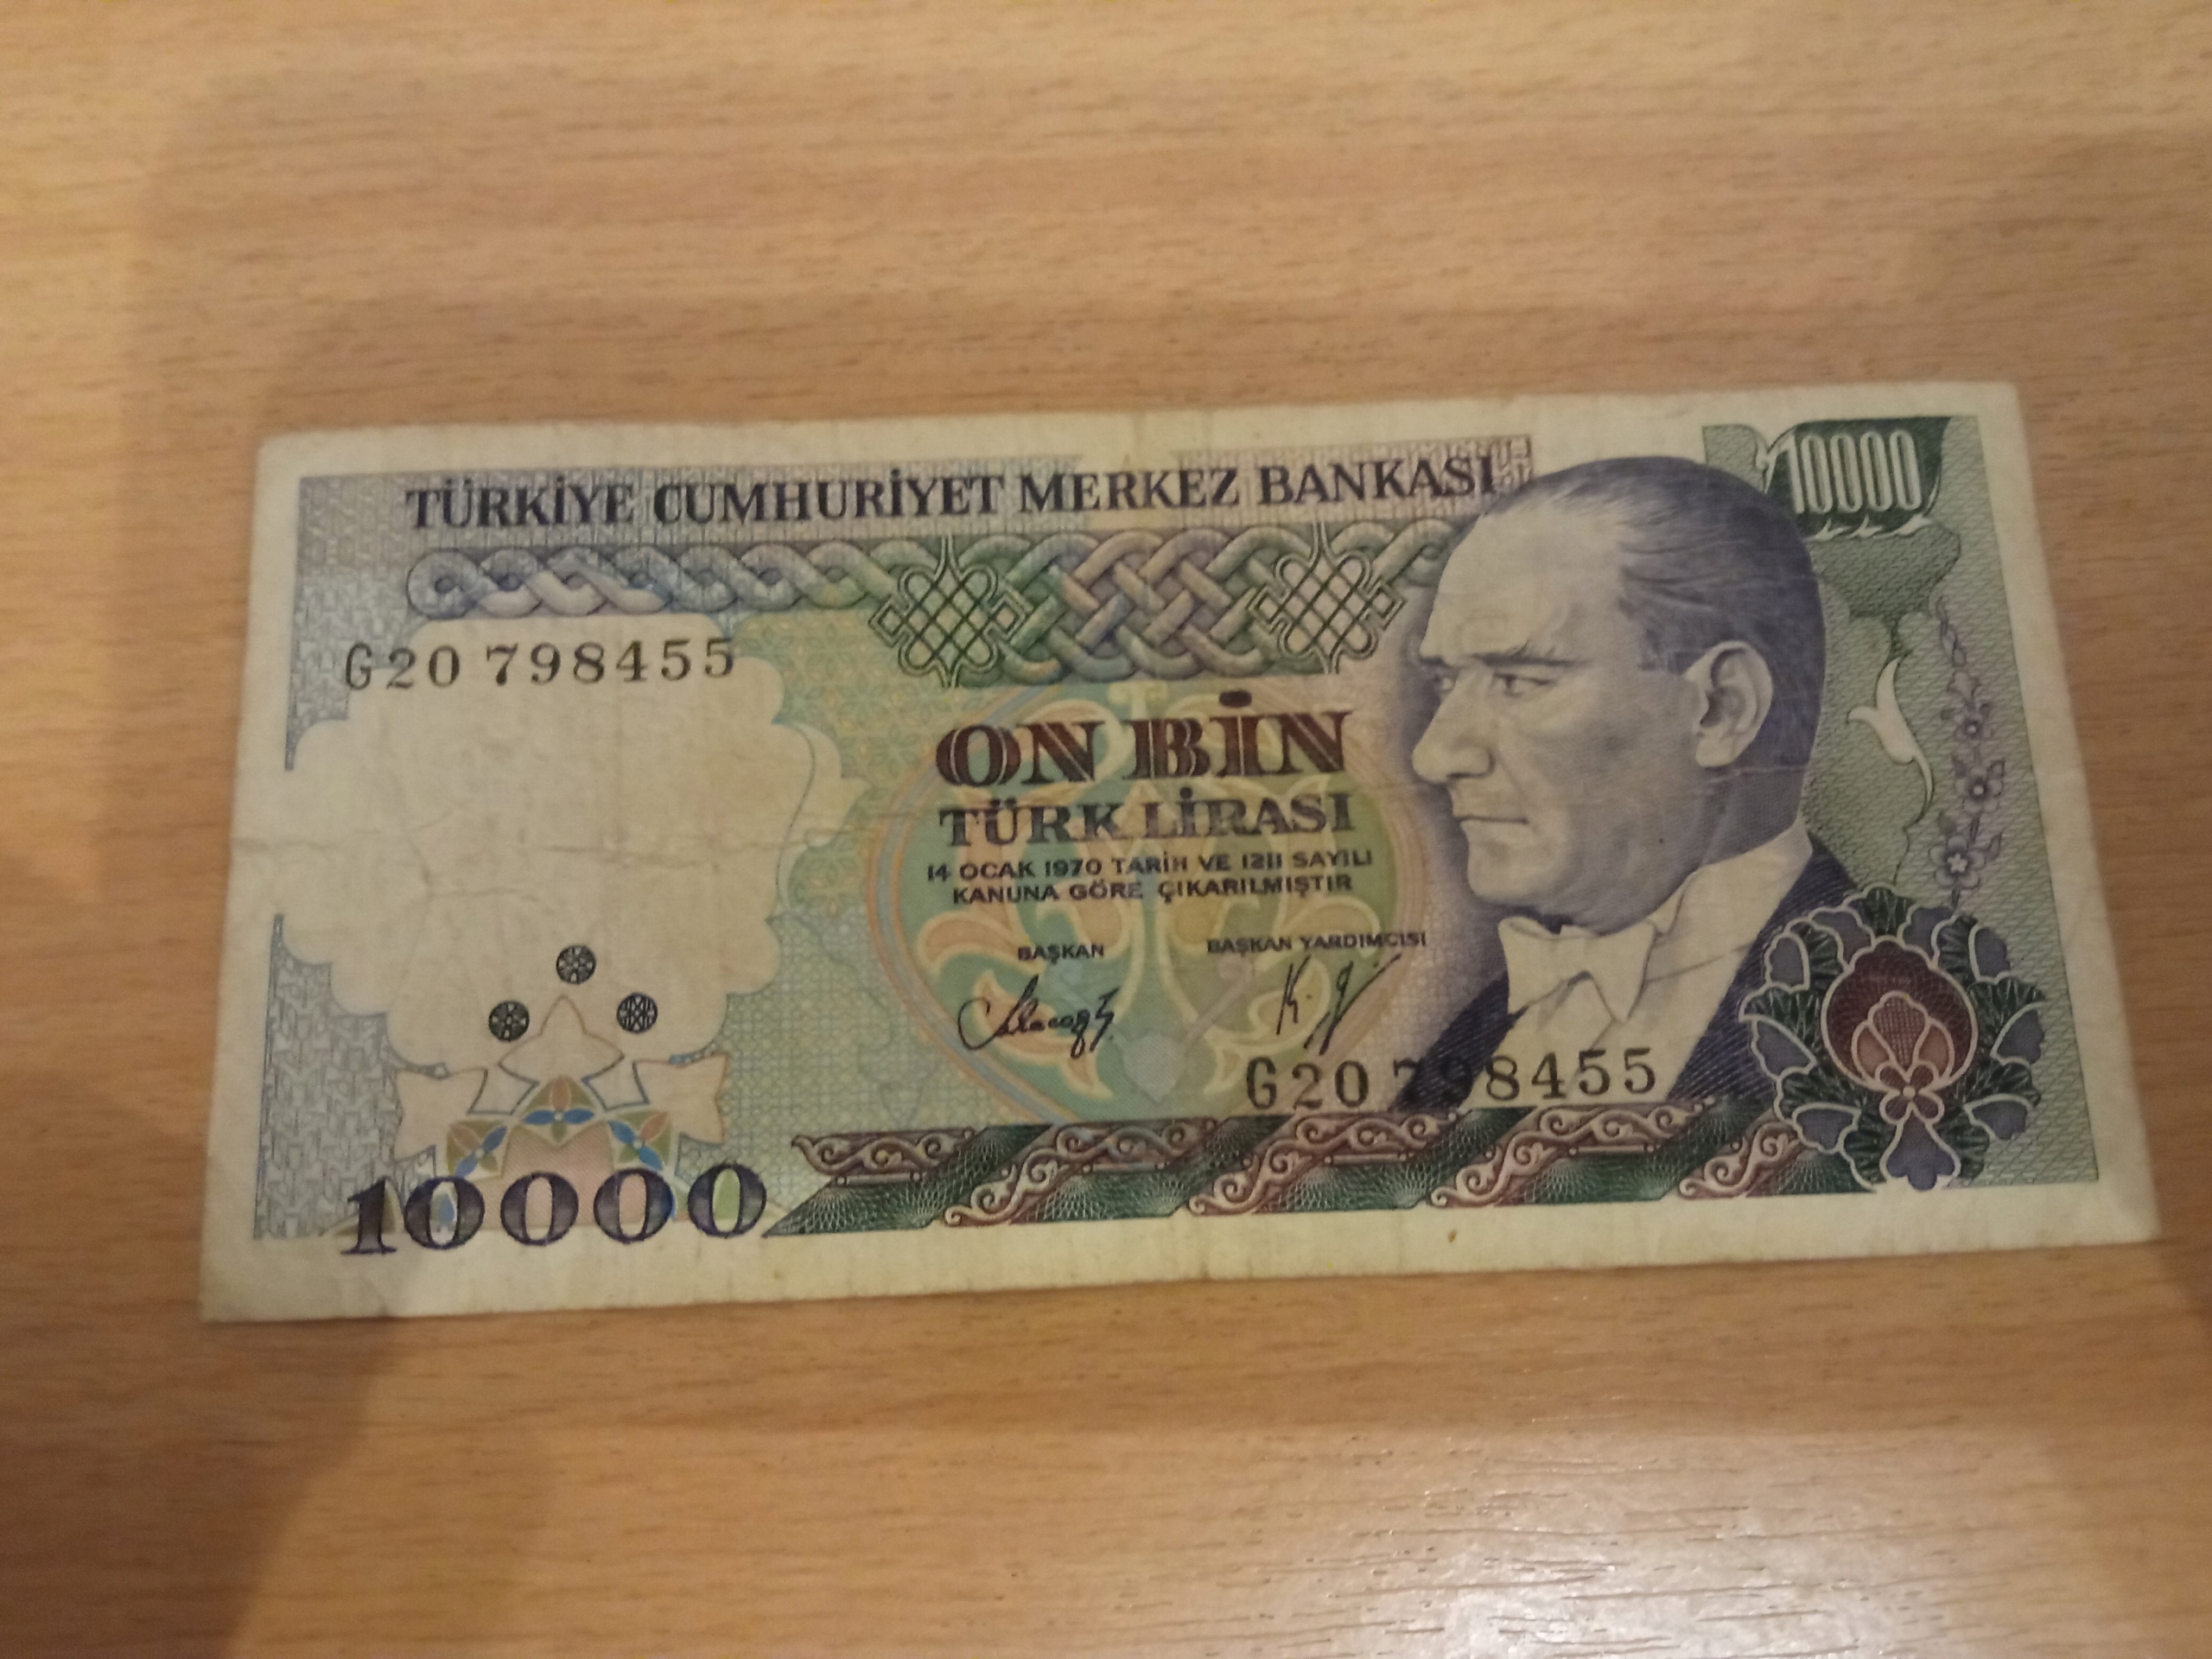 TÜRKİYE CUMHURİYET MERKEZ BANKASI
10000
G20 798455
ON BİN
TÜRK LİRASI
14 OCAK 1970 TARİH VE 1211 SAYILI
KANUNA GÖRE ÇIKARILMIŞTIR
BAŞKAN BAŞKAN YARDIMCISI
G20 798455
10000